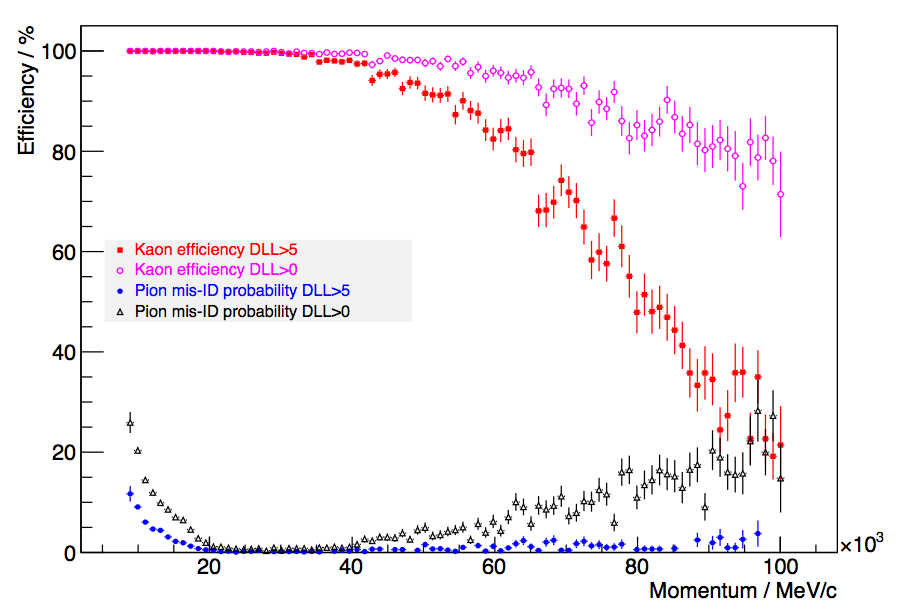 Efficiency / %
100
80
60
40
20
0
Kaon efficiency DLL>5
Kaon efficiency DLL>0
Pion mis-ID probability DLL>5
Pion mis-ID probability DLL>0
20 40 60 80 100
×10³
Momentum / MeV/c